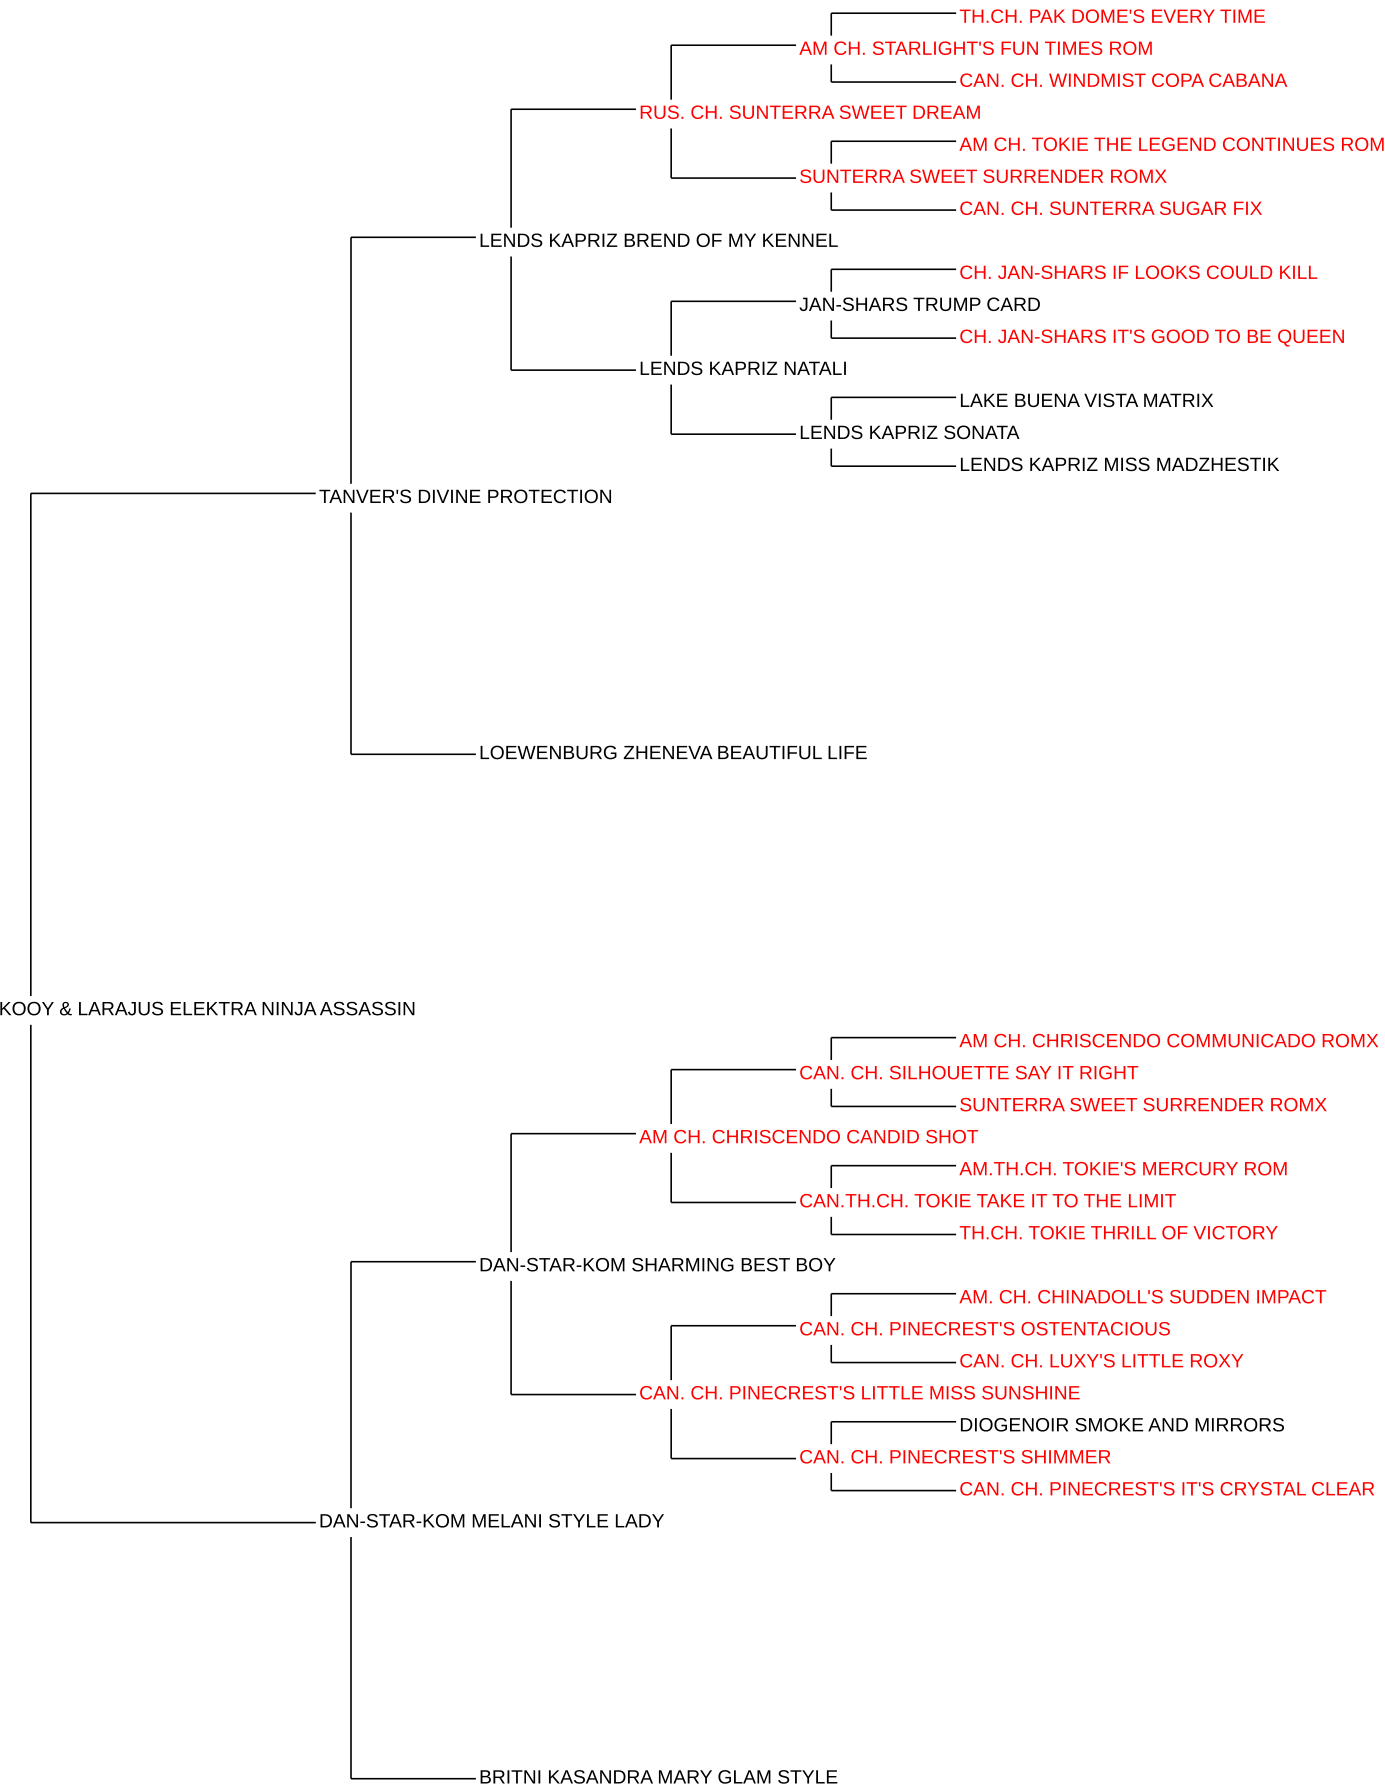 TH.CH. PAK DOME'S EVERY TIME
AM CH. STARLIGHT'S FUN TIMES ROM
CAN. CH. WINDMIST COPA CABANA
RUS. CH. SUNTERRA SWEET DREAM
AM CH. TOKIE THE LEGEND CONTINUES ROM
SUNTERRA SWEET SURRENDER ROMX
CAN. CH. SUNTERRA SUGAR FIX
LENDS KAPRIZ BREND OF MY KENNEL
CH. JAN-SHARS IF LOOKS COULD KILL
JAN-SHARS TRUMP CARD
CH. JAN-SHARS IT'S GOOD TO BE QUEEN
LENDS KAPRIZ NATALI
LAKE BUENA VISTA MATRIX
LENDS KAPRIZ SONATA
LENDS KAPRIZ MISS MADZHESTIK
TANVER'S DIVINE PROTECTION
LOEWENBURG ZHENEVA BEAUTIFUL LIFE
KOOY & LARAJUS ELEKTRA NINJA ASSASSIN
AM CH. CHRISCENDO COMMUNICADO ROMX
CAN. CH. SILHOUETTE SAY IT RIGHT
SUNTERRA SWEET SURRENDER ROMX
AM CH. CHRISCENDO CANDID SHOT
AM.TH.CH. TOKIE'S MERCURY ROM
CAN.TH.CH. TOKIE TAKE IT TO THE LIMIT
TH.CH. TOKIE THRILL OF VICTORY
DAN-STAR-KOM SHARMING BEST BOY
AM. CH. CHINADOLL'S SUDDEN IMPACT
CAN. CH. PINECREST'S OSTENTACIOUS
CAN. CH. LUXY'S LITTLE ROXY
CAN. CH. PINECREST'S LITTLE MISS SUNSHINE
DIOGENOIR SMOKE AND MIRRORS
CAN. CH. PINECREST'S SHIMMER
CAN. CH. PINECREST'S IT'S CRYSTAL CLEAR
DAN-STAR-KOM MELANI STYLE LADY
BRITNI KASANDRA MARY GLAM STYLE